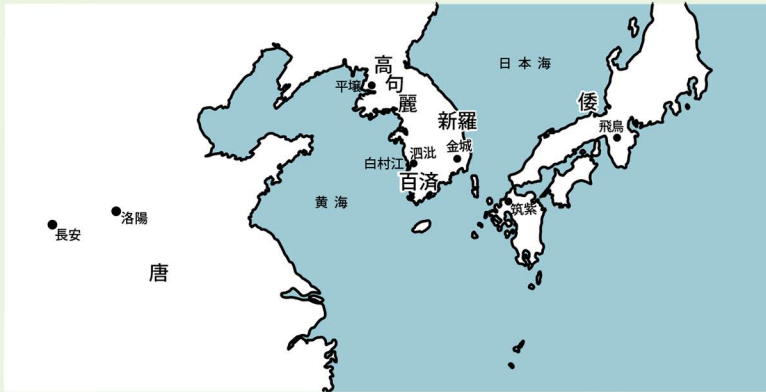 高句麗
平壌
日本海
倭
飛鳥
新羅
金城
泗沘
白村江
百済
黄海
筑紫
洛陽
長安
唐